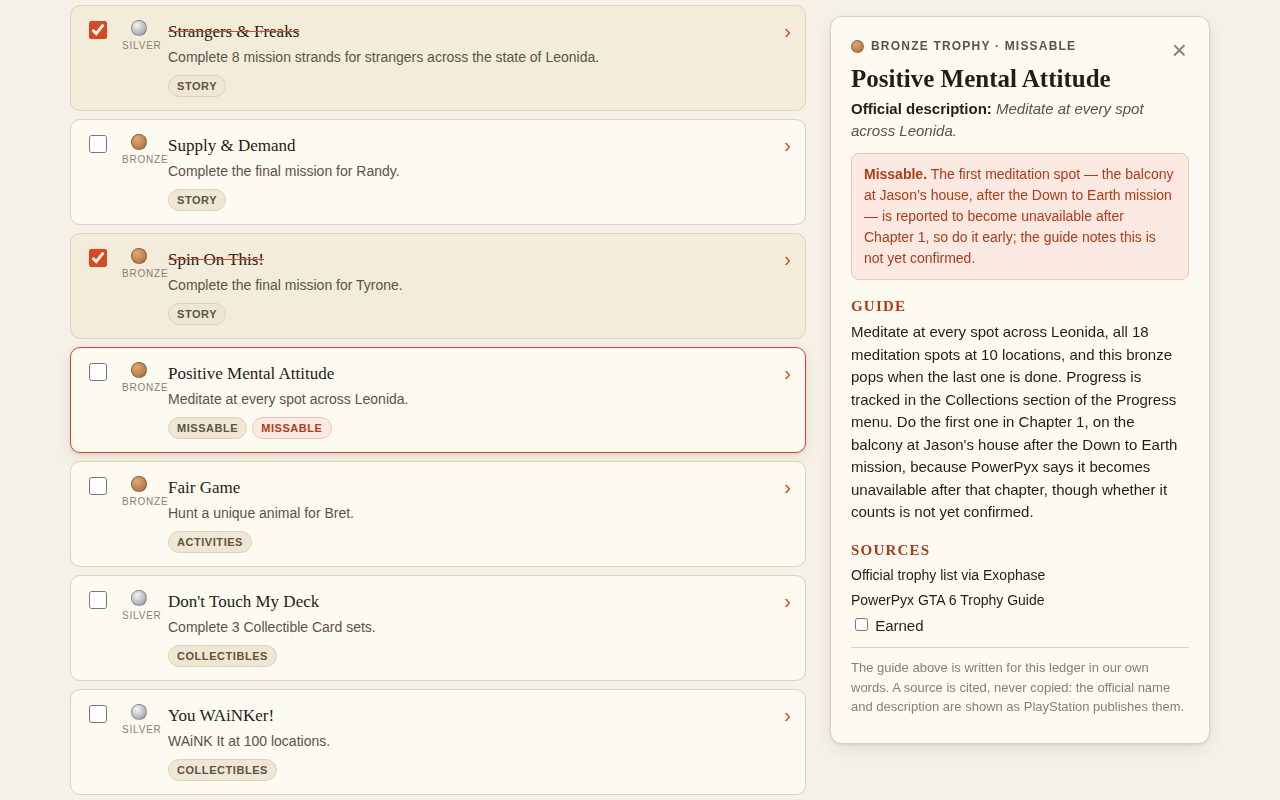 Strangers & Freaks
SILVER
Complete 8 mission strands for strangers across the state of Leonida.
STORY
Supply & Demand
BRONZE
Complete the final mission for Randy.
STORY
Spin On This!
BRONZE
Complete the final mission for Tyrone.
STORY
Positive Mental Attitude
BRONZE
Meditate at every spot across Leonida.
MISSABLE MISSABLE
Fair Game
BRONZE
Hunt a unique animal for Bret.
ACTIVITIES
Don't Touch My Deck
SILVER
Complete 3 Collectible Card sets.
COLLECTIBLES
You WAiNKer!
SILVER
WAiNK It at 100 locations.
COLLECTIBLES
BRONZE TROPHY · MISSABLE
Positive Mental Attitude
Official description: Meditate at every spot
across Leonida.
Missable. The first meditation spot — the balcony
at Jason’s house, after the Down to Earth mission
— is reported to become unavailable after
Chapter 1, so do it early; the guide notes this is
not yet confirmed.
GUIDE
Meditate at every spot across Leonida, all 18
meditation spots at 10 locations, and this bronze
pops when the last one is done. Progress is
tracked in the Collections section of the Progress
menu. Do the first one in Chapter 1, on the
balcony at Jason's house after the Down to Earth
mission, because PowerPyx says it becomes
unavailable after that chapter, though whether it
counts is not yet confirmed.
SOURCES
Official trophy list via Exophase
PowerPyx GTA 6 Trophy Guide
Earned
The guide above is written for this ledger in our own
words. A source is cited, never copied: the official name
and description are shown as PlayStation publishes them.